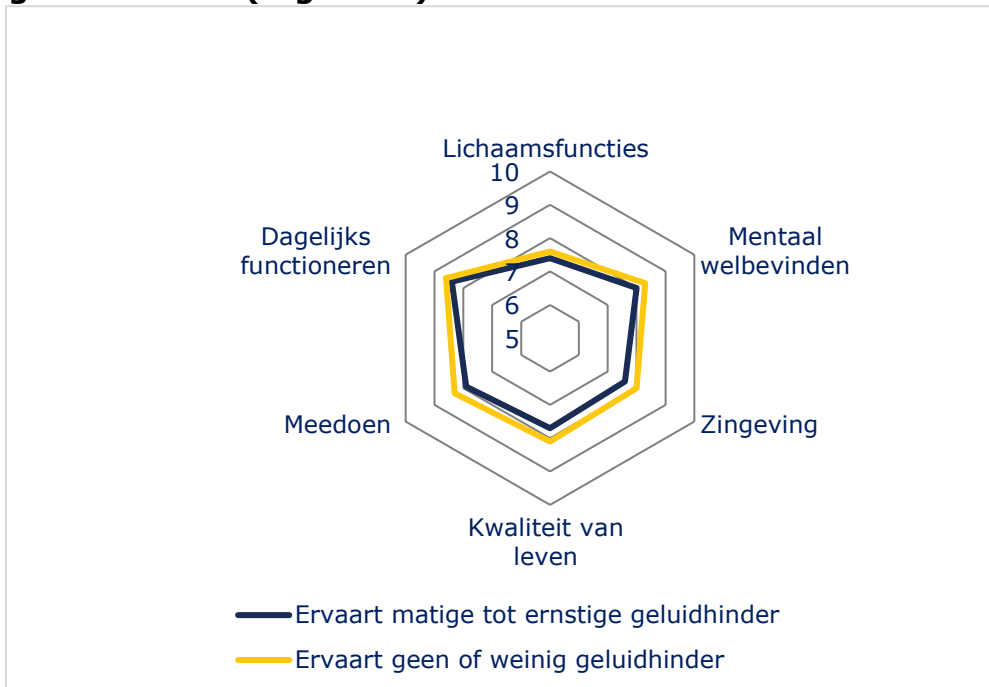 Lichaamsfuncties
10
9
8
7
6
5
Mentaal
welbevinden
Zingeving
Kwaliteit van
leven
Meedoen
Dagelijks
functioneren
Ervaart matige tot ernstige geluidhinder
Ervaart geen of weinig geluidhinder